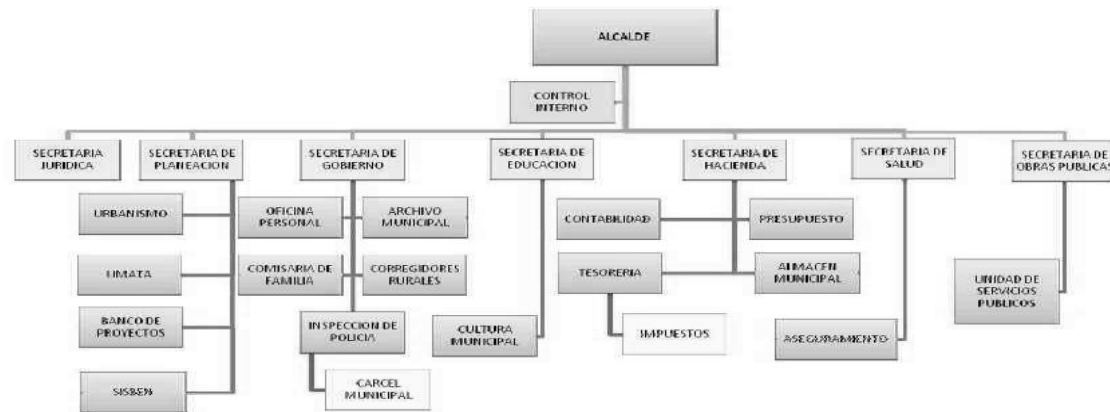 ALCALDE
CONTROL
INTERNO
SECRETARIA
JURIDICA
SECRETARIA DE
PLANEACION
SECRETARIA DE
GOBIERNO
SECRETARIA DE
EDUCACION
SECRETARIA DE
HACIENDA
SECRETARIA DE
SALUD
SECRETARIA DE
OBRAS PUBLICAS
URBANISMO
OFICINA
PERSONAL
ARCHIVO
MUNICIPAL
CONTABILIDAD
PRESUPUESTO
UMATA
COMISARIA DE
FAMILIA
CORREGIDORES
RURALES
TESORERIA
ALMACEN
MUNICIPAL
UNIDAD DE
SERVICIOS
PUBLICOS
BANCO DE
PROYECTOS
INSPECCION DE
POLICIA
CULTURA
MUNICIPAL
IMPUESTOS
ASEGURAMIENTO
SISBEN
CARCEL
MUNICIPAL